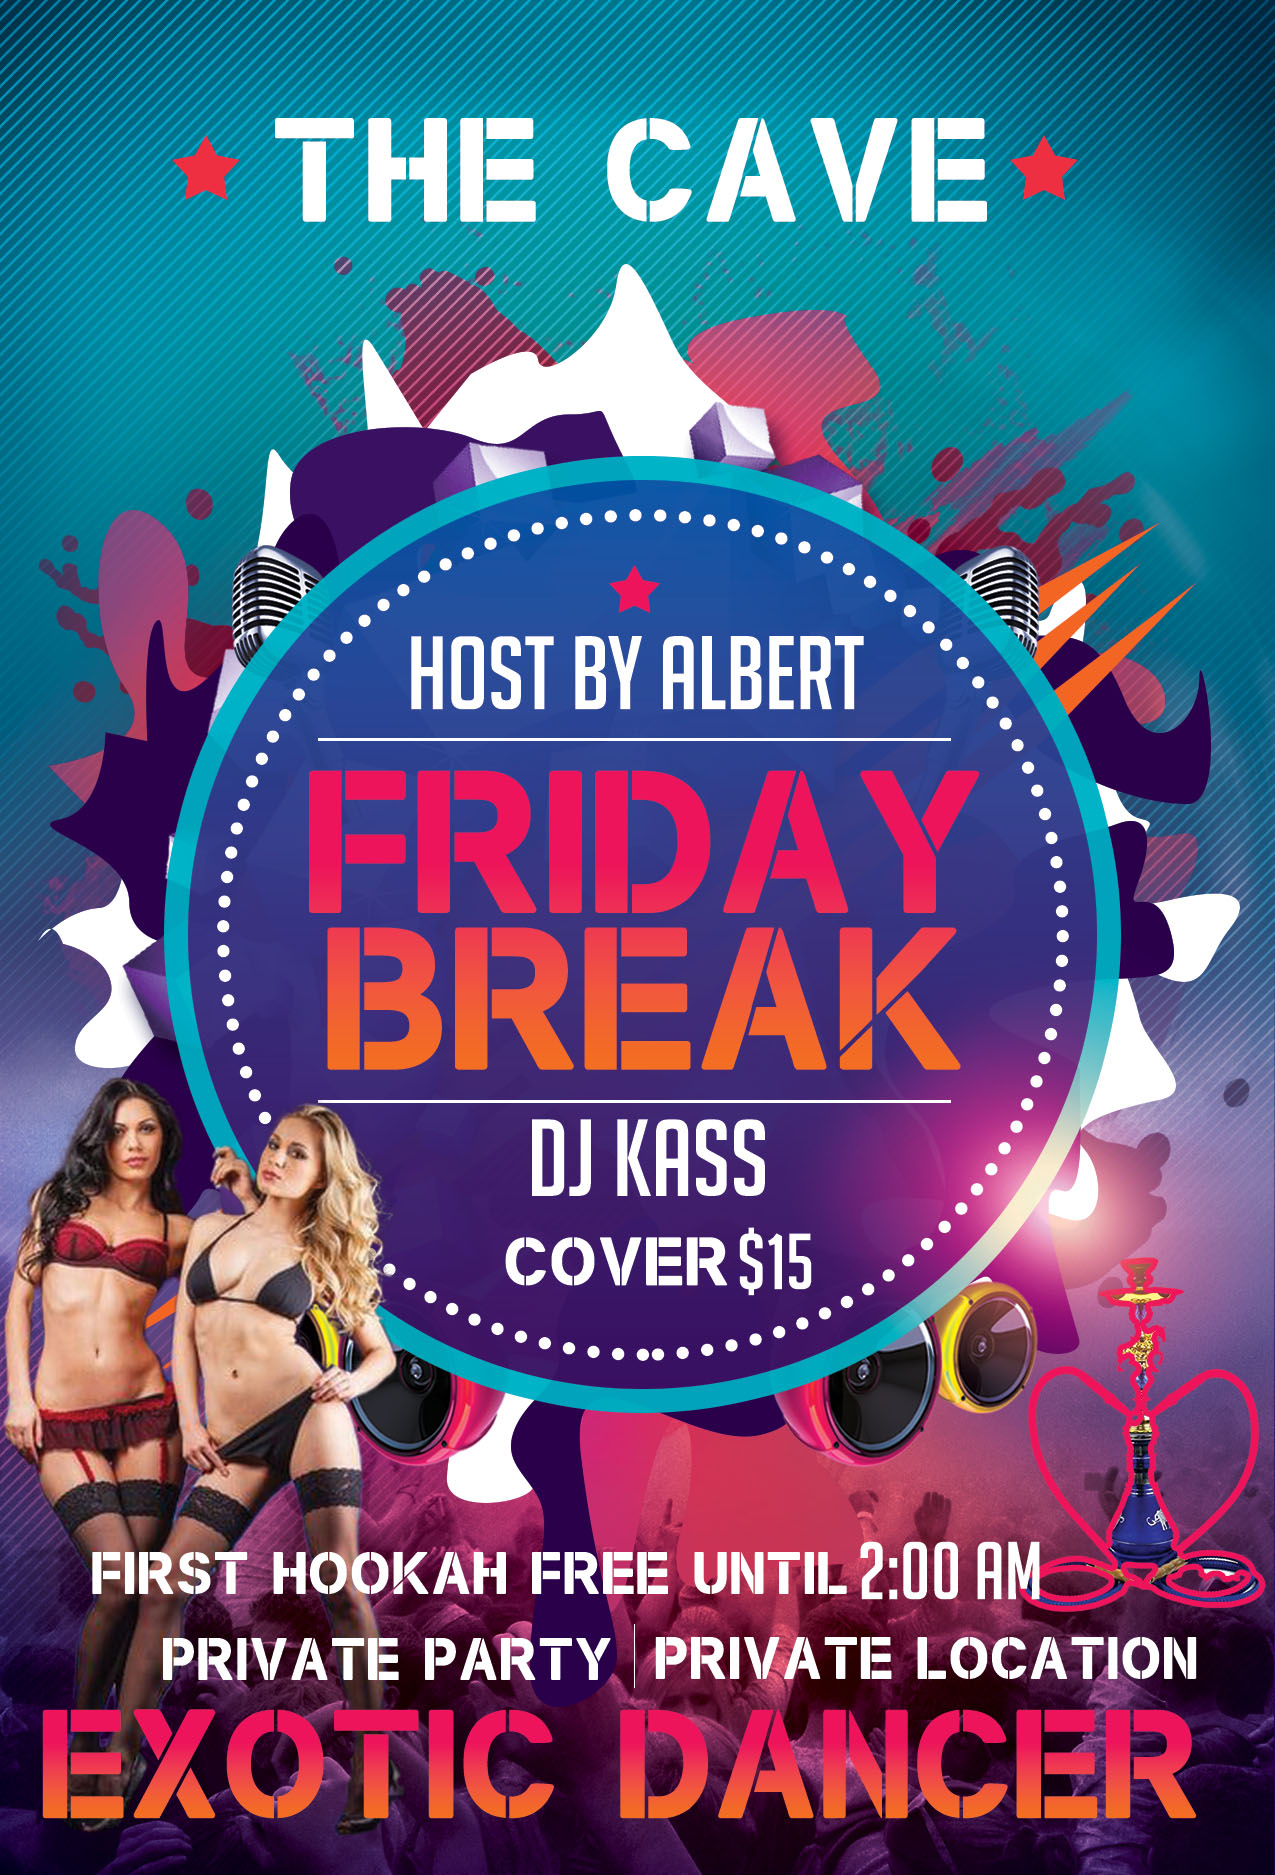 THE CAVE
HOST BY ALBERT
FRIDAY
BREAK
DJ KASS
COVER $15
FIRST HOOKAH FREE UNTIL 2:00 AM
PRIVATE PARTY | PRIVATE LOCATION
EXOTIC DANCER